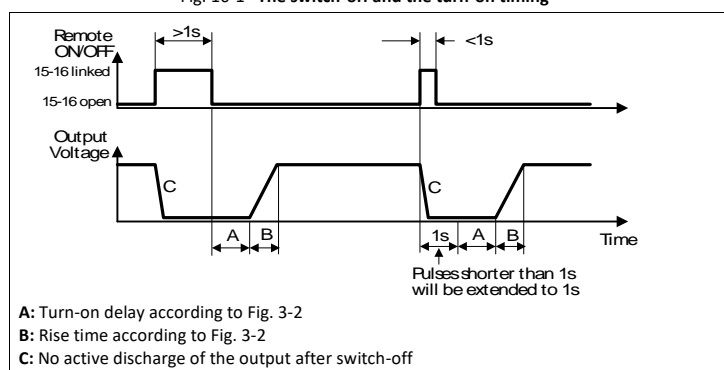 Fig. 16-1 The switch-off and the turn-on timing
Remote
ON/OFF
>1s
<1s
15-16 linked
15-16 open
Output
Voltage
C
C
A
B
1s
A
B
Time
Pulses shorter than 1s
will be extended to 1s
A: Turn-on delay according to Fig. 3-2
B: Rise time according to Fig. 3-2
C: No active discharge of the output after switch-off